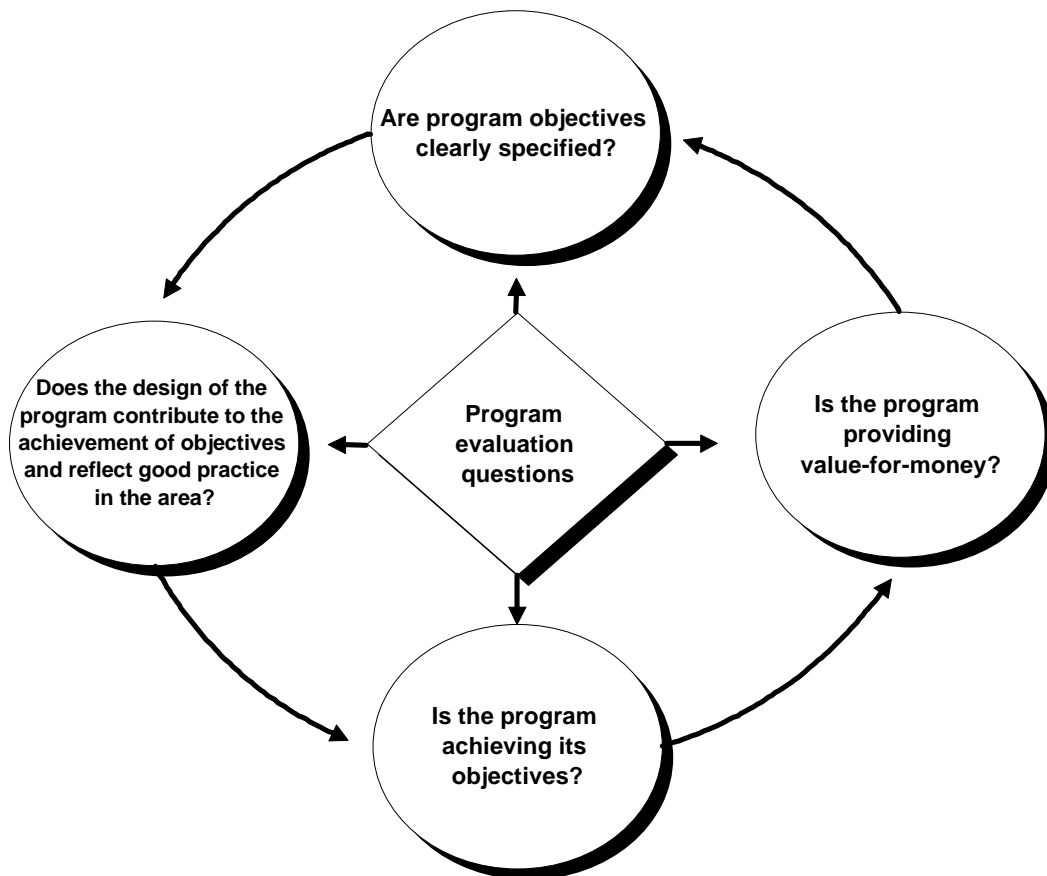 Are program objectives
clearly specified?
Does the design of the
program contribute to the
achievement of objectives
and reflect good practice
in the area?
Program
evaluation
questions
Is the program
providing
value-for-money?
Is the program
achieving its
objectives?